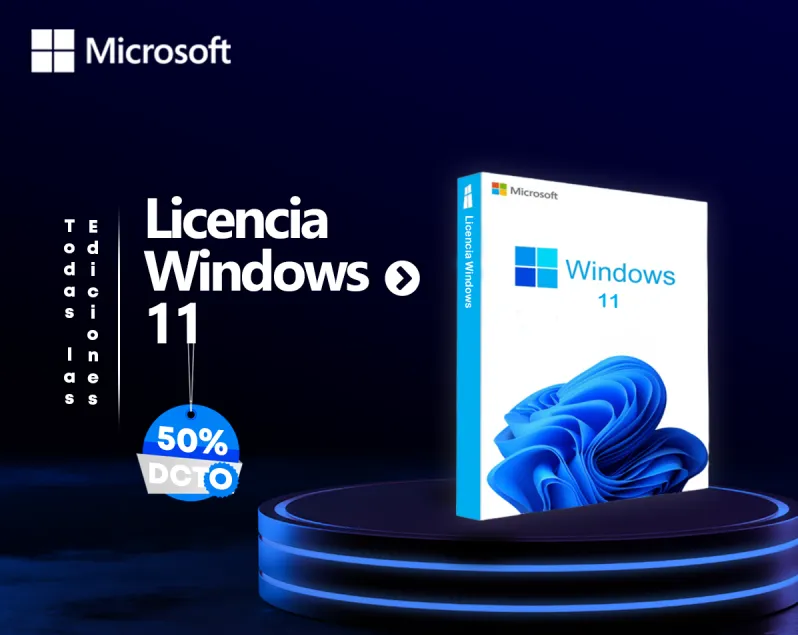 Microsoft
Todas las
Ediciones
Licencia
Windows
11
50%
DCTO
Microsoft
Licencia Windows
Windows
11